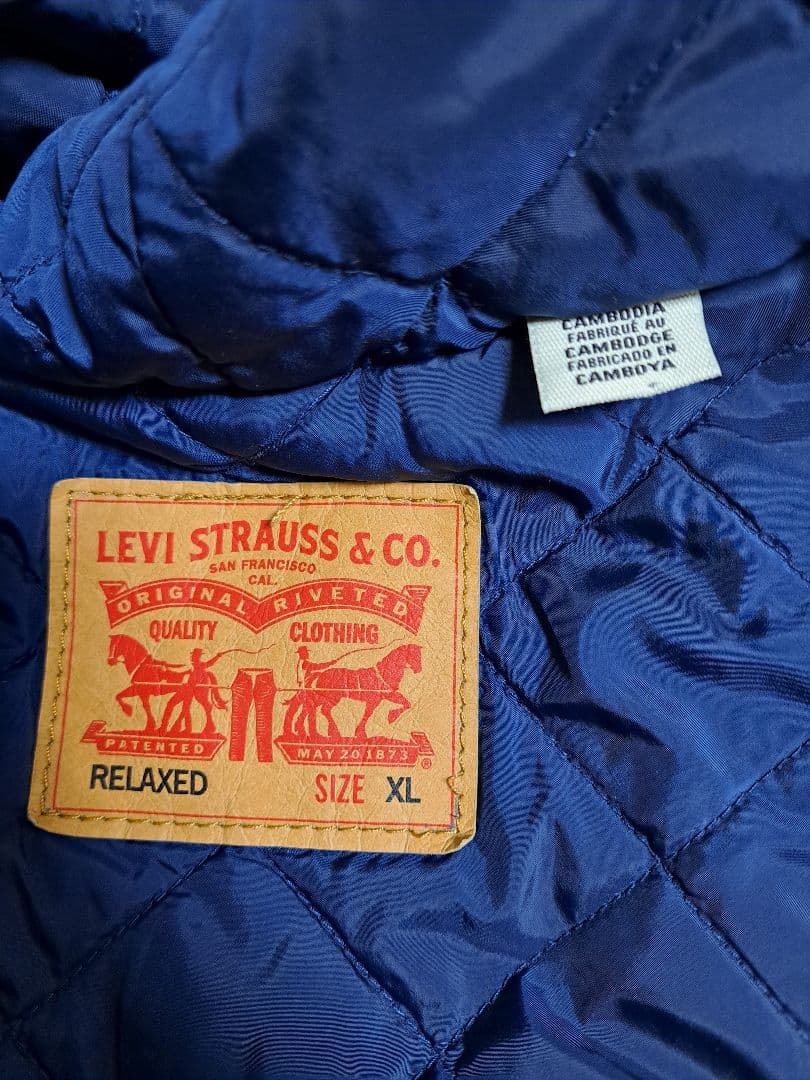 CAMBODIA
FABRIQUÉ AU
CAMBODGE
FABRICADO EN
CAMBOYA
LEVI STRAUSS & CO.
SAN FRANCISCO
CAL.
ORIGINAL RIVETED
QUALITY CLOTHING
PATENTED MAY 20 1873 ®
RELAXED SIZE XL